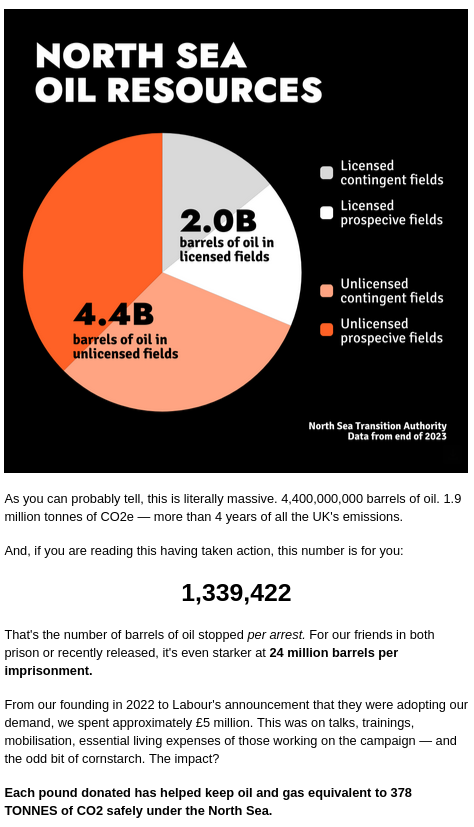 NORTH SEA
OIL RESOURCES
Licensed
contingent fields
Licensed
prospecive fields
2.0B
barrels of oil in
licensed fields
Unlicensed
contingent fields
4.4B
Unlicensed
prospecive fields
barrels of oil in
unlicensed fields
North Sea Transition Authority
Data from end of 2023
As you can probably tell, this is literally massive. 4,400,000,000 barrels of oil. 1.9
million tonnes of CO2e — more than 4 years of all the UK's emissions.
And, if you are reading this having taken action, this number is for you:
1,339,422
That's the number of barrels of oil stopped per arrest. For our friends in both
prison or recently released, it's even starker at 24 million barrels per
imprisonment.
From our founding in 2022 to Labour's announcement that they were adopting our
demand, we spent approximately £5 million. This was on talks, trainings,
mobilisation, essential living expenses of those working on the campaign — and
the odd bit of cornstarch. The impact?
Each pound donated has helped keep oil and gas equivalent to 378
TONNES of CO2 safely under the North Sea.